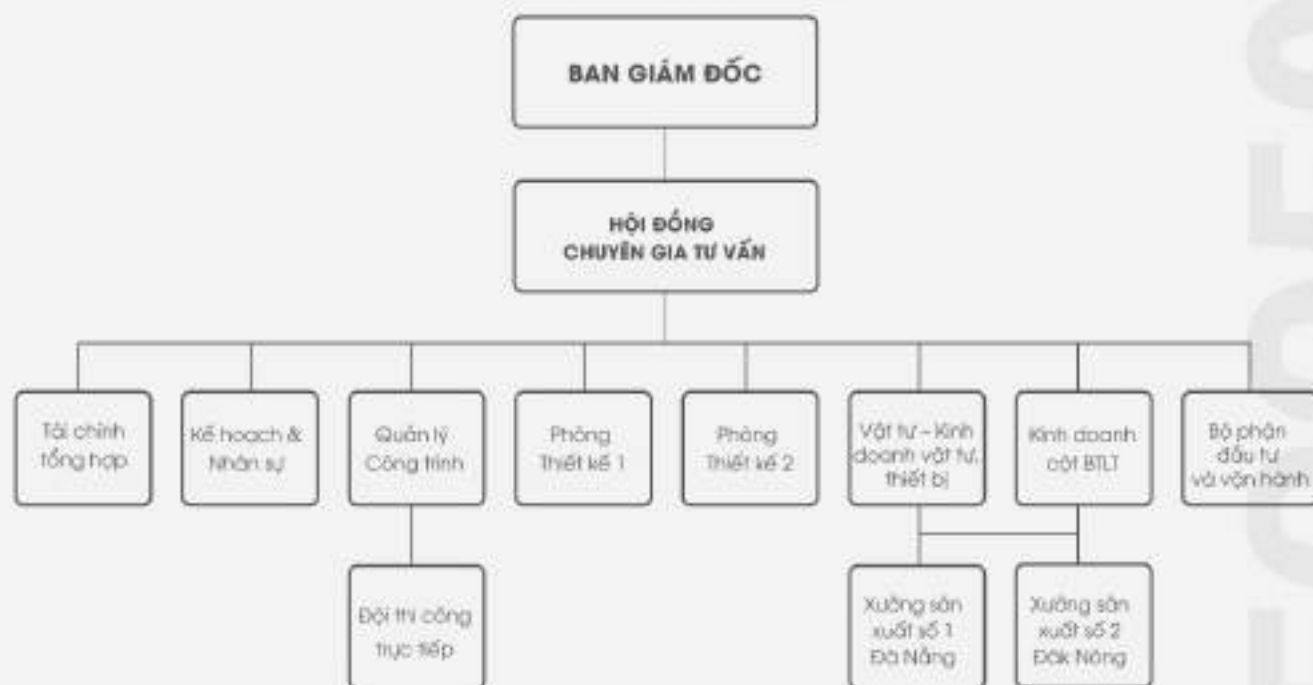 BAN GIÁM ĐỐC
HỘI ĐỒNG
CHUYÊN GIA TƯ VẤN
Tài chính
tổng hợp
Kế hoạch &
Nhân sự
Quản lý
Công trình
Phòng
Thiết kế 1
Phòng
Thiết kế 2
Vật tư – Kinh
doanh vật tư,
thiết bị
Kinh doanh
cột BTLT
Bộ phận
đầu tư
và vận hành
Đội thi công
trực tiếp
Xưởng sản
xuất số 1
Đà Nẵng
Xưởng sản
xuất số 2
Đăk Nông